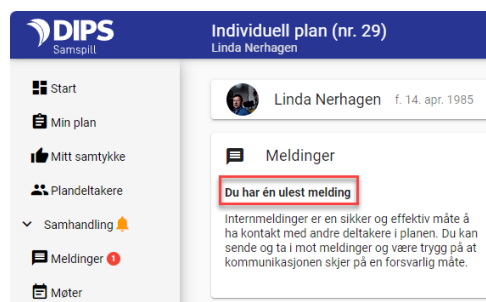 DIPS
Samspill
Individuell plan (nr. 29)
Linda Nerhagen
Start
Min plan
Mitt samtykke
Plandeltakere
Samhandling
Meldinger 1
Møter
Linda Nerhagen f. 14. apr. 1985
Meldinger
Du har én ulest melding
Internmeldinger er en sikker og effektiv måte å
ha kontakt med andre deltakere i planen. Du kan
sende og ta i mot meldinger og være trygg på at
kommunikasjonen skjer på en forsvarlig måte.